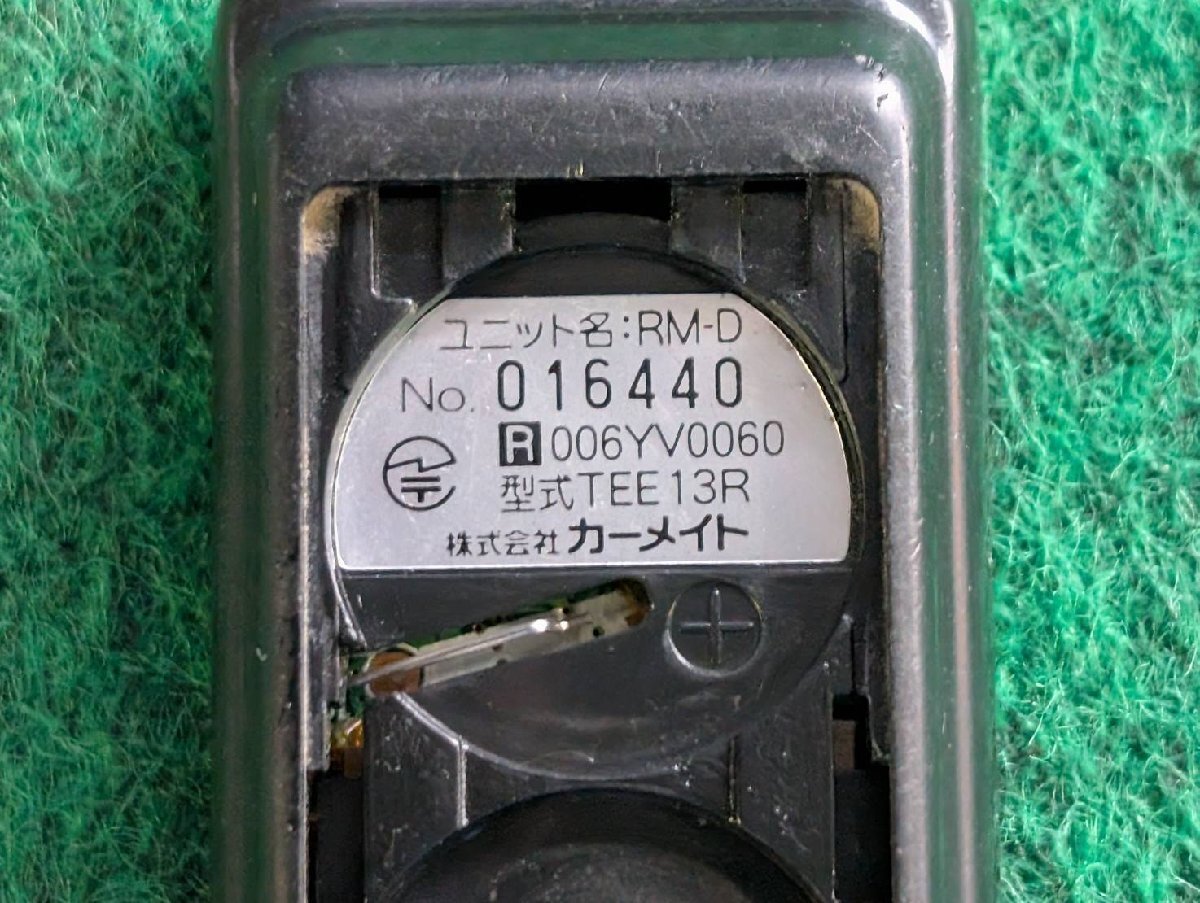 ユニット名:RM-D
No. 016440
R 006YV0060
型式TEE13R
株式会社 カーメイト
+